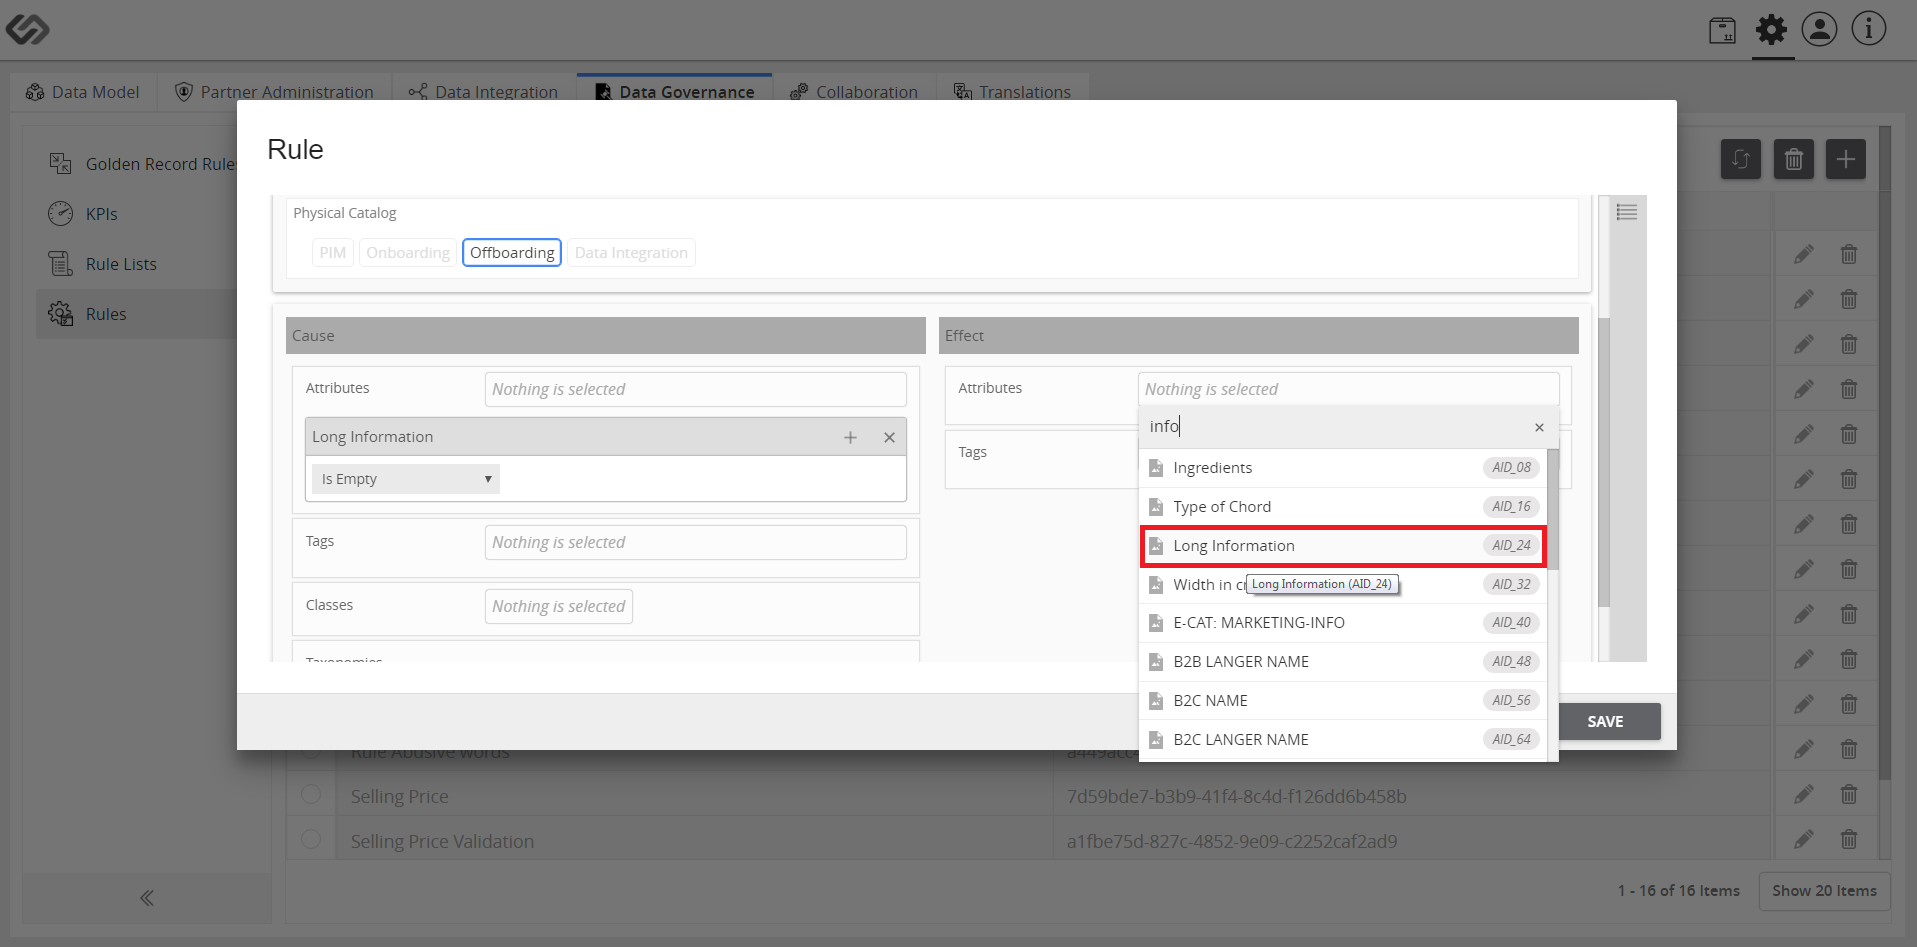 Data Model
Partner Administration
Data Integration
Data Governance
Collaboration
Translations
Golden Record Rules
KPIs
Rule Lists
Rules
Rule
Physical Catalog
PIM
Onboarding
Offboarding
Data Integration
Cause
Effect
Attributes
Nothing is selected
Long Information
Is Empty
Tags
Nothing is selected
Classes
Nothing is selected
Taxonomies
Attributes
Nothing is selected
Tags
info
Ingredients AID_08
Type of Chord AID_16
Long Information AID_24
Width in c AID_32
Long Information (AID_24)
E-CAT: MARKETING-INFO AID_40
B2B LANGER NAME AID_48
B2C NAME AID_56
B2C LANGER NAME AID_64
SAVE
Rule Abusive words a449acc
Selling Price 7d59bde7-b3b9-41f4-8c4d-f126dd6b458b
Selling Price Validation a1fbe75d-827c-4852-9e09-c2252caf2ad9
1 - 16 of 16 Items
Show 20 Items